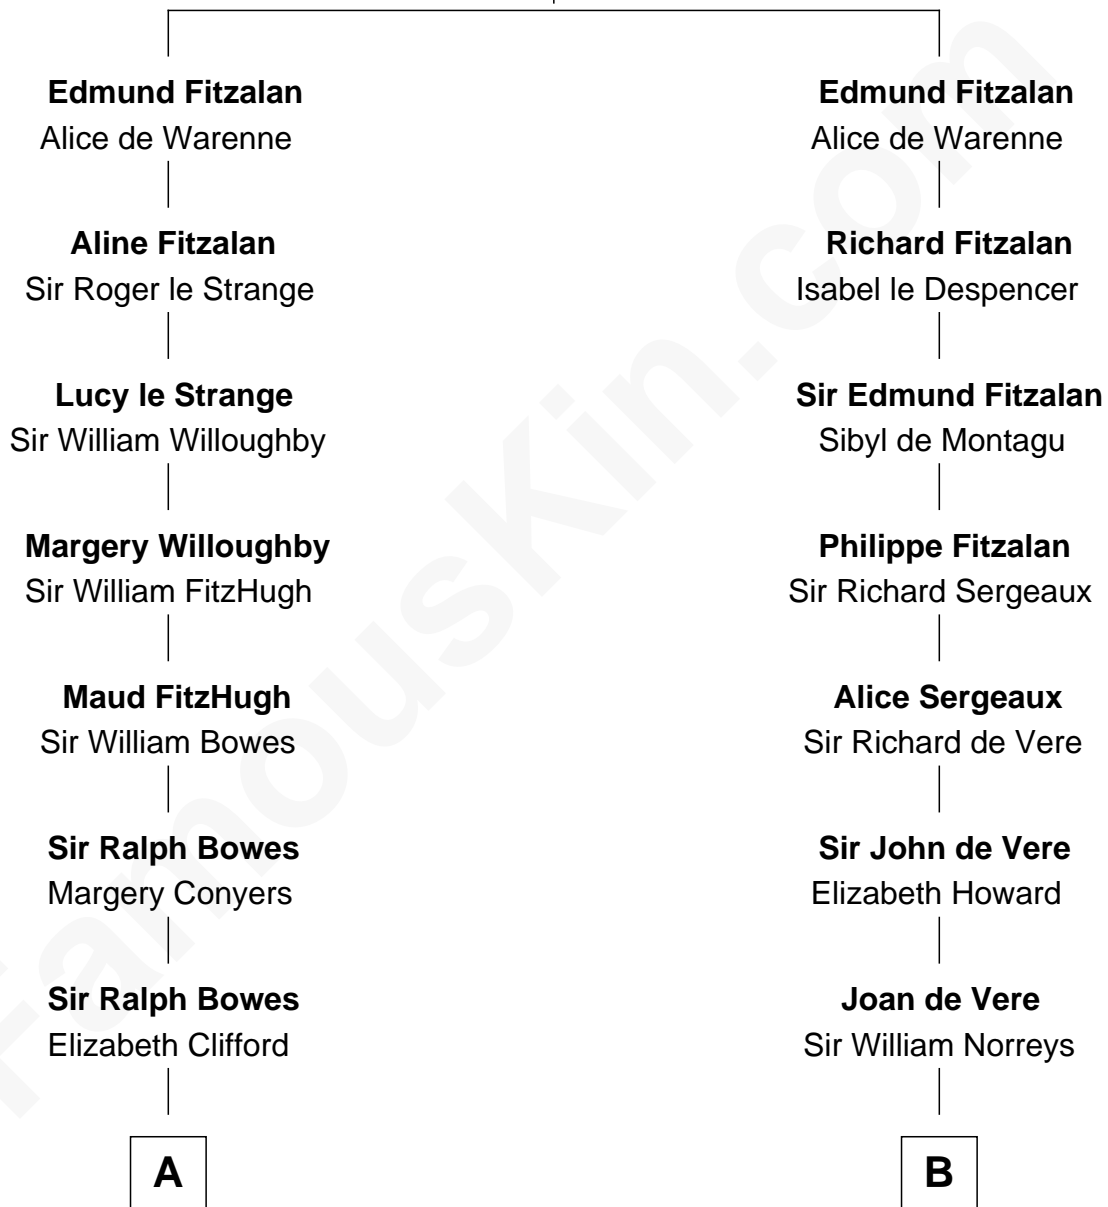 Edmund Fitzalan
Alice de Warenne
Aline Fitzalan
Sir Roger le Strange
Lucy le Strange
Sir William Willoughby
Margery Willoughby
Sir William FitzHugh
Maud FitzHugh
Sir William Bowes
Sir Ralph Bowes
Margery Conyers
Sir Ralph Bowes
Elizabeth Clifford
A
Edmund Fitzalan
Alice de Warenne
Richard Fitzalan
Isabel le Despencer
Sir Edmund Fitzalan
Sibyl de Montagu
Philippe Fitzalan
Sir Richard Sergeaux
Alice Sergeaux
Sir Richard de Vere
Sir John de Vere
Elizabeth Howard
Joan de Vere
Sir William Norreys
B
FamousKin.com